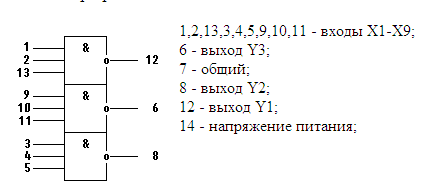 1
2
13
&
o
12
9
10
11
&
o
6
3
4
5
&
o
8
1,2,13,3,4,5,9,10,11 - входы X1-X9;
6 - выход Y3;
7 - общий;
8 - выход Y2;
12 - выход Y1;
14 - напряжение питания;